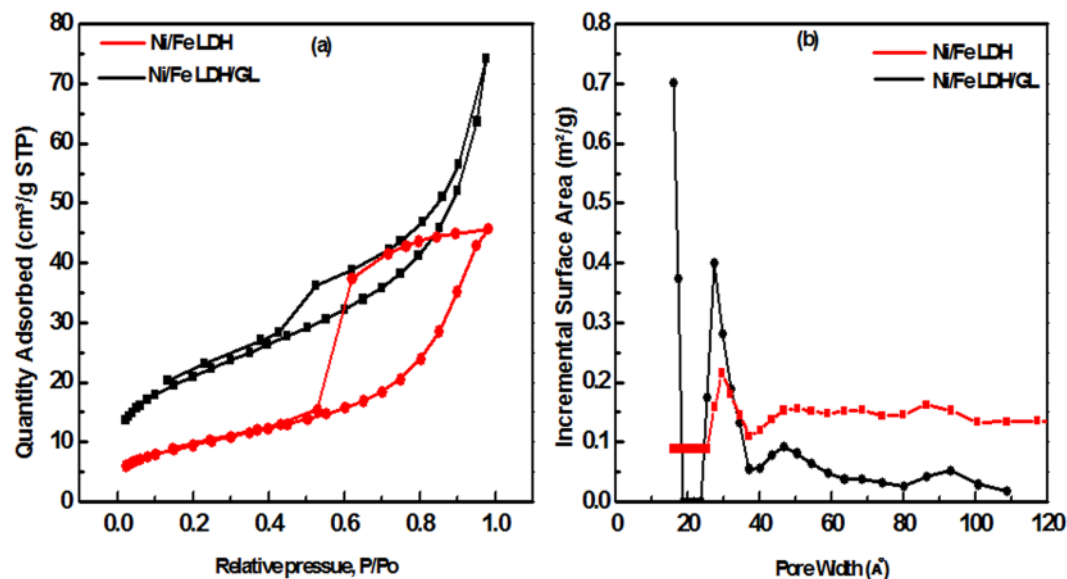 (a)
Ni/Fe LDH
Ni/Fe LDH/GL
Quantity Adsorbed (cm³/g STP)
80
70
60
50
40
30
20
10
0
0.0 0.2 0.4 0.6 0.8 1.0
Relative pressue, P/Po
(b)
Ni/Fe LDH
Ni/Fe LDH/GL
Incremental Surface Area (m²/g)
0.8
0.7
0.6
0.5
0.4
0.3
0.2
0.1
0.0
0 20 40 60 80 100 120
Pore Width (A°)